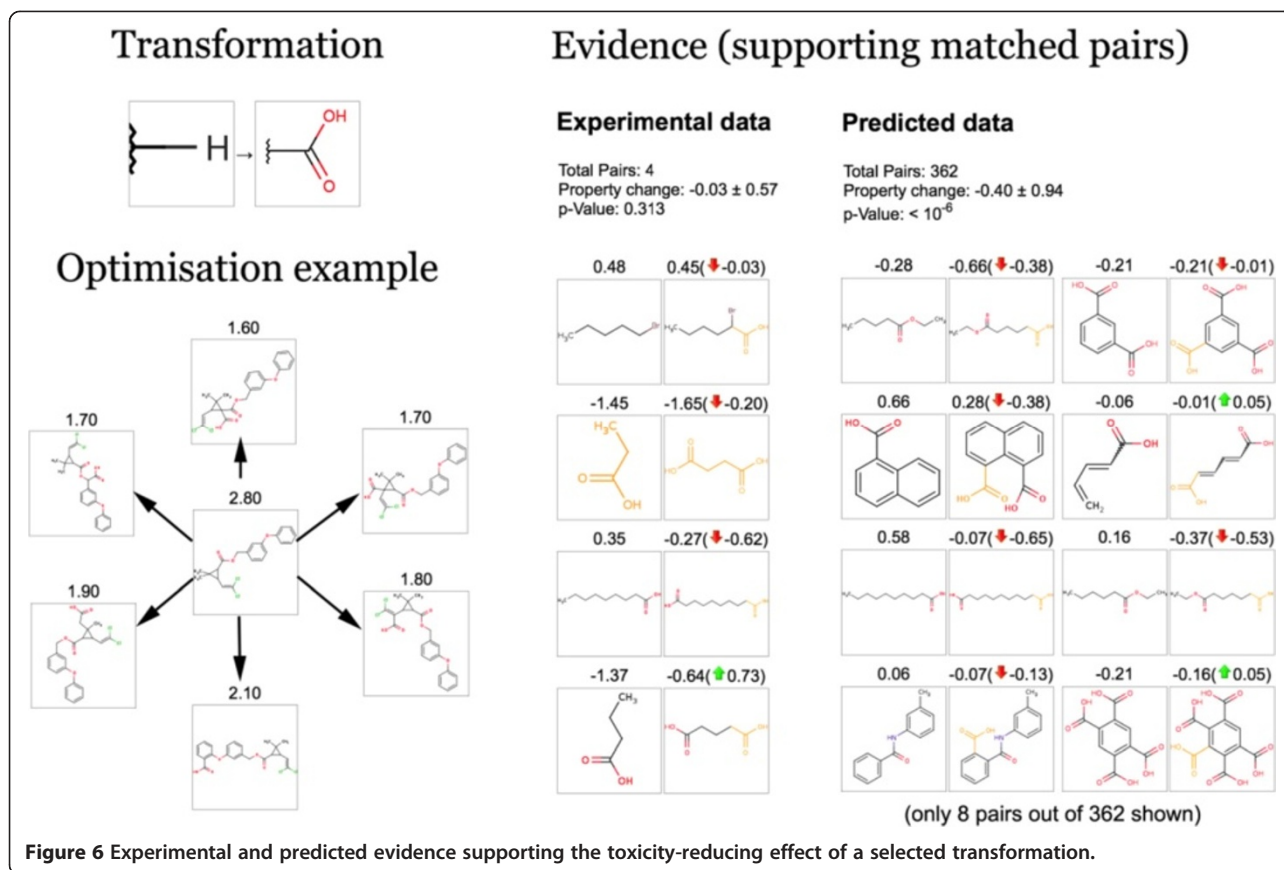 Transformation
H → OH
O
Optimisation example
1.60
1.70
1.70
2.80
1.90
1.80
2.10
Evidence (supporting matched pairs)
Experimental data
Total Pairs: 4
Property change: -0.03 ± 0.57
p-Value: 0.313
0.48 0.45(-0.03)
-1.45 -1.65(-0.20)
0.35 -0.27(-0.62)
-1.37 -0.64(0.73)
Predicted data
Total Pairs: 362
Property change: -0.40 ± 0.94
p-Value: < 10⁻⁶
-0.28 -0.66(-0.38) -0.21 -0.21(-0.01)
0.66 0.28(-0.38) -0.06 -0.01(0.05)
0.58 -0.07(-0.65) 0.16 -0.37(-0.53)
0.06 -0.07(-0.13) -0.21 -0.16(0.05)
(only 8 pairs out of 362 shown)
Figure 6 Experimental and predicted evidence supporting the toxicity-reducing effect of a selected transformation.